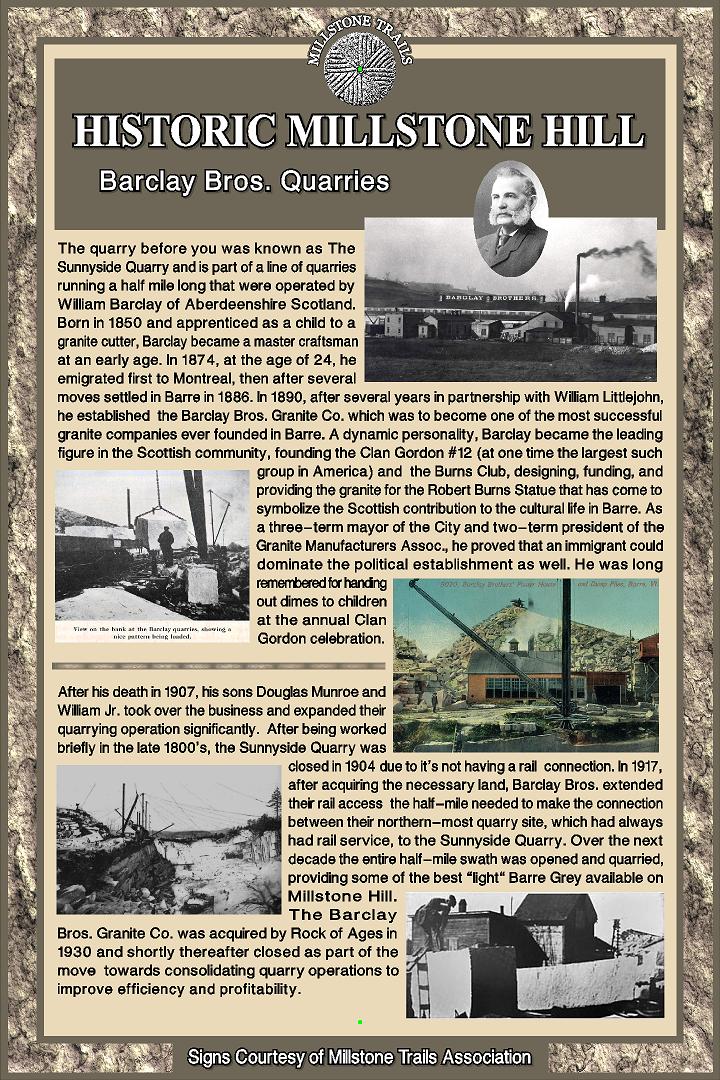 MILLSTONE TRAILS
HISTORIC MILLSTONE HILL
Barclay Bros. Quarries
The quarry before you was known as The
Sunnyside Quarry and is part of a line of quarries
running a half mile long that were operated by
William Barclay of Aberdeenshire Scotland.
Born in 1850 and apprenticed as a child to a
granite cutter, Barclay became a master craftsman
at an early age. In 1874, at the age of 24, he
emigrated first to Montreal, then after several
BARCLAY BROTHERS
moves settled in Barre in 1886. In 1890, after several years in partnership with William Littlejohn,
he established the Barclay Bros. Granite Co. which was to become one of the most successful
granite companies ever founded in Barre. A dynamic personality, Barclay became the leading
figure in the Scottish community, founding the Clan Gordon #12 (at one time the largest such
group in America) and the Burns Club, designing, funding, and
providing the granite for the Robert Burns Statue that has come to
symbolize the Scottish contribution to the cultural life in Barre. As
a three-term mayor of the City and two-term president of the
Granite Manufacturers Assoc., he proved that an immigrant could
dominate the political establishment as well. He was long
remembered for handing
out dimes to children
at the annual Clan
Gordon celebration.
View on the bank at the Barclay quarries, showing a
nice pattern being loaded.
5020. Barclay Brothers' Power House and Dump Piles, Barre, Vt.
After his death in 1907, his sons Douglas Munroe and
William Jr. took over the business and expanded their
quarrying operation significantly. After being worked
briefly in the late 1800's, the Sunnyside Quarry was
closed in 1904 due to it's not having a rail connection. In 1917,
after acquiring the necessary land, Barclay Bros. extended
their rail access the half-mile needed to make the connection
between their northern-most quarry site, which had always
had rail service, to the Sunnyside Quarry. Over the next
decade the entire half-mile swath was opened and quarried,
providing some of the best "light" Barre Grey available on
Millstone Hill.
The Barclay
Bros. Granite Co. was acquired by Rock of Ages in
1930 and shortly thereafter closed as part of the
move towards consolidating quarry operations to
improve efficiency and profitability.
Signs Courtesy of Millstone Trails Association